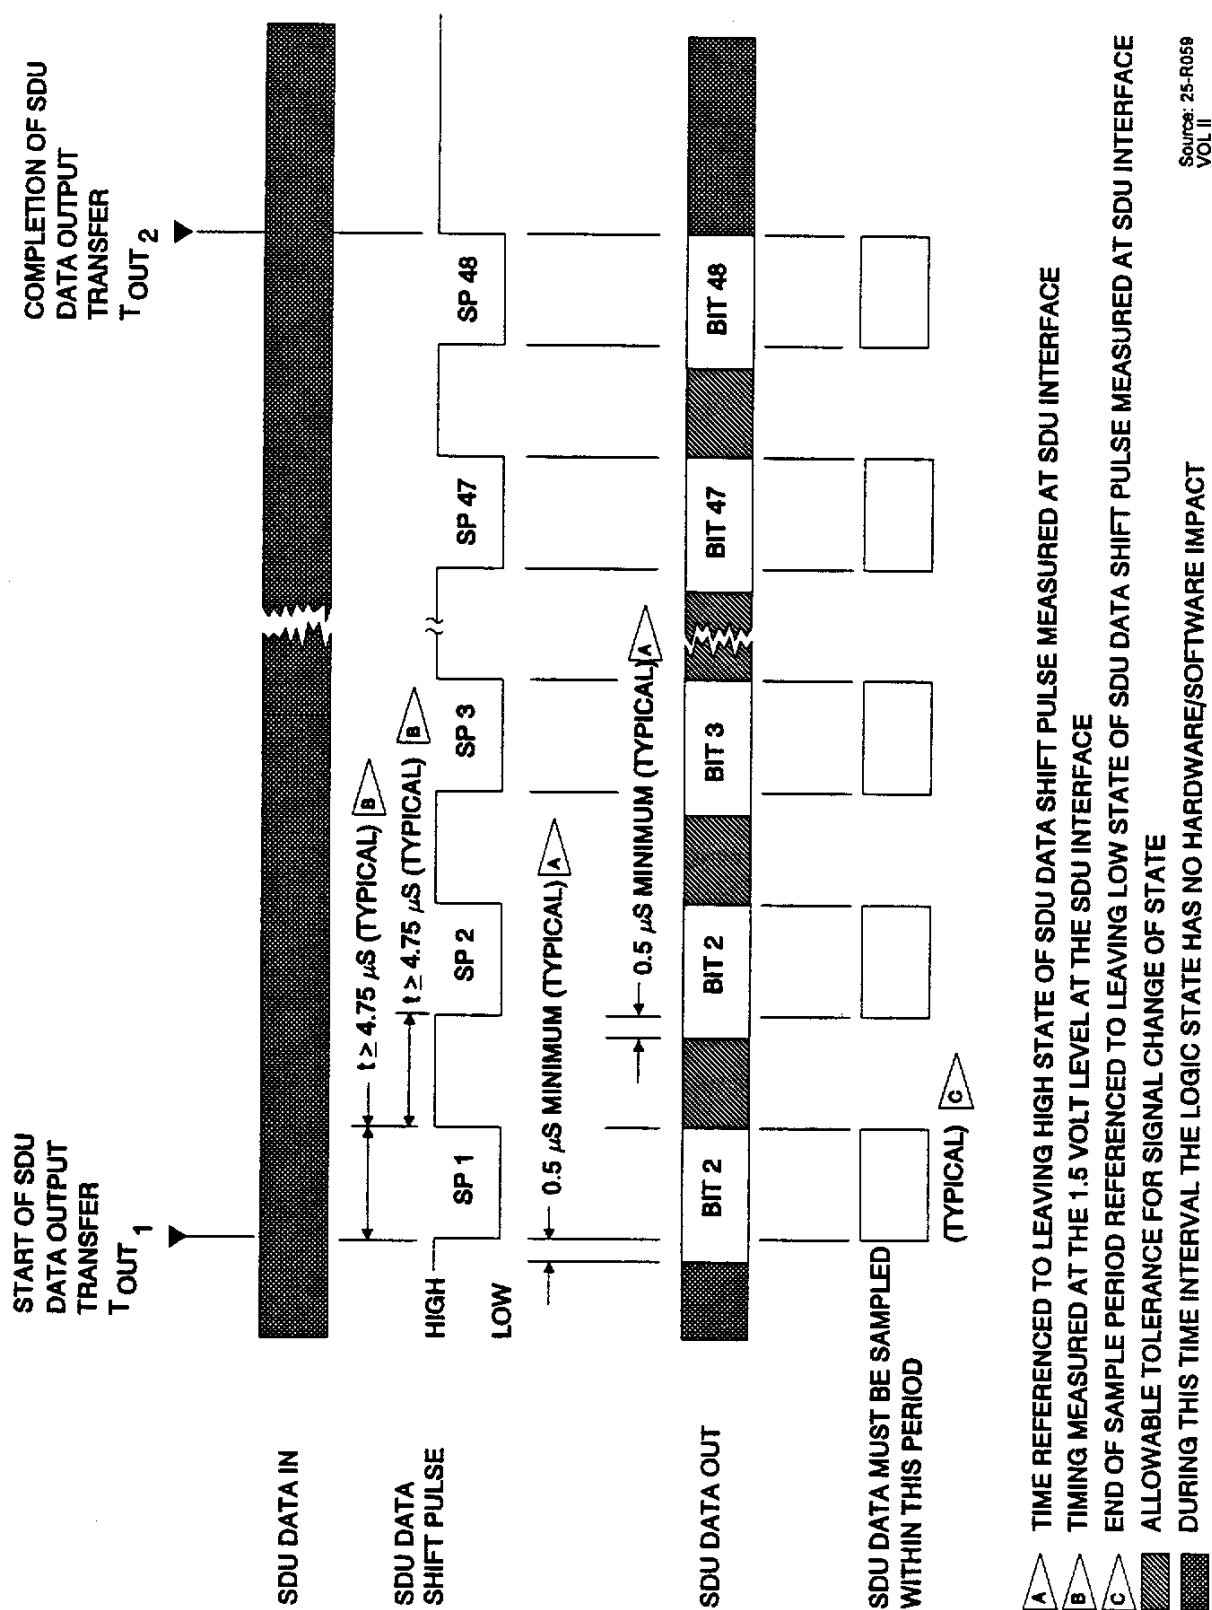 START OF SDU
DATA OUTPUT
TRANSFER
T OUT 1
COMPLETION OF SDU
DATA OUTPUT
TRANSFER
T OUT 2
SDU DATA IN
t ≥ 4.75 µS (TYPICAL) B
t ≥ 4.75 µS (TYPICAL) B
SDU DATA
SHIFT PULSE
HIGH
LOW
SP 1
SP 2
SP 3
SP 47
SP 48
0.5 µS MINIMUM (TYPICAL) A
0.5 µS MINIMUM (TYPICAL) A
SDU DATA OUT
BIT 2
BIT 2
BIT 3
BIT 47
BIT 48
SDU DATA MUST BE SAMPLED
WITHIN THIS PERIOD
(TYPICAL) C
A TIME REFERENCED TO LEAVING HIGH STATE OF SDU DATA SHIFT PULSE MEASURED AT SDU INTERFACE
B TIMING MEASURED AT THE 1.5 VOLT LEVEL AT THE SDU INTERFACE
C END OF SAMPLE PERIOD REFERENCED TO LEAVING LOW STATE OF SDU DATA SHIFT PULSE MEASURED AT SDU INTERFACE
ALLOWABLE TOLERANCE FOR SIGNAL CHANGE OF STATE
DURING THIS TIME INTERVAL THE LOGIC STATE HAS NO HARDWARE/SOFTWARE IMPACT
Source: 25-R059
VOL II